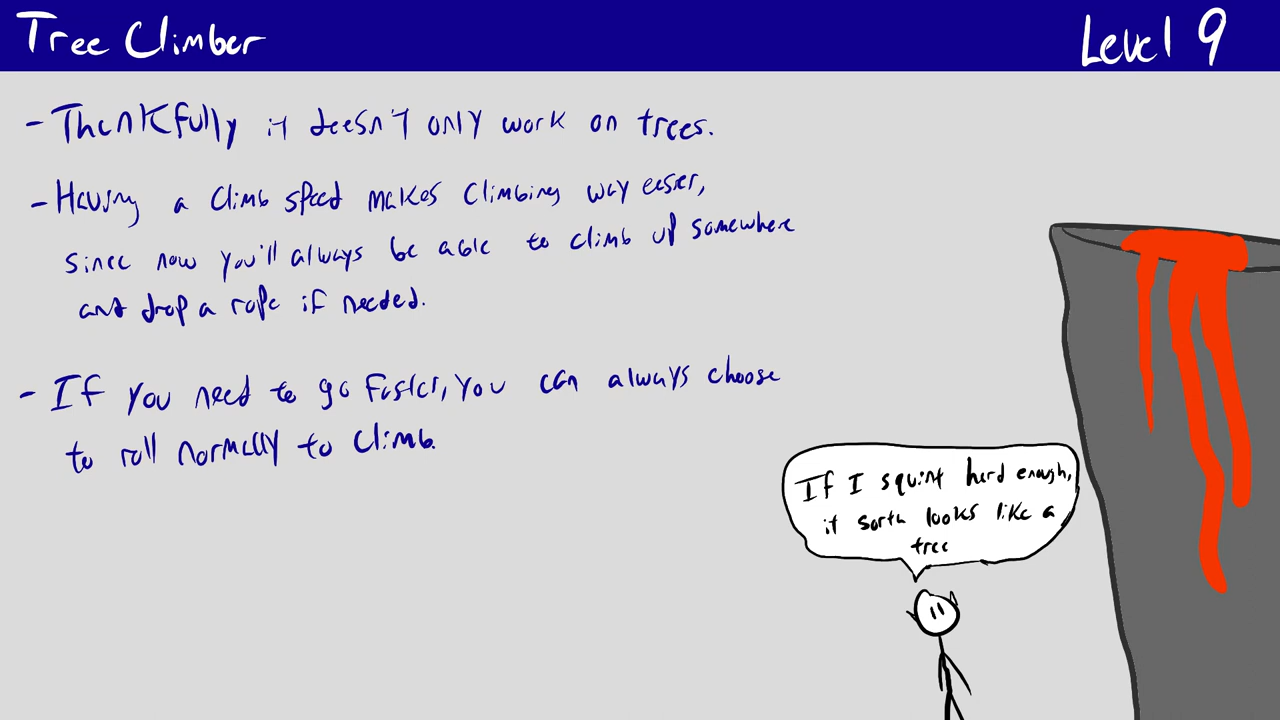 Tree Climber
Level 9
- Thankfully it doesn't only work on trees.
- Having a climb speed makes climbing way easier,
since now you'll always be able to climb up somewhere
and drop a rope if needed.
- If you need to go faster, you can always choose
to roll normally to climb.
If I squint hard enough,
it sorta looks like a
tree